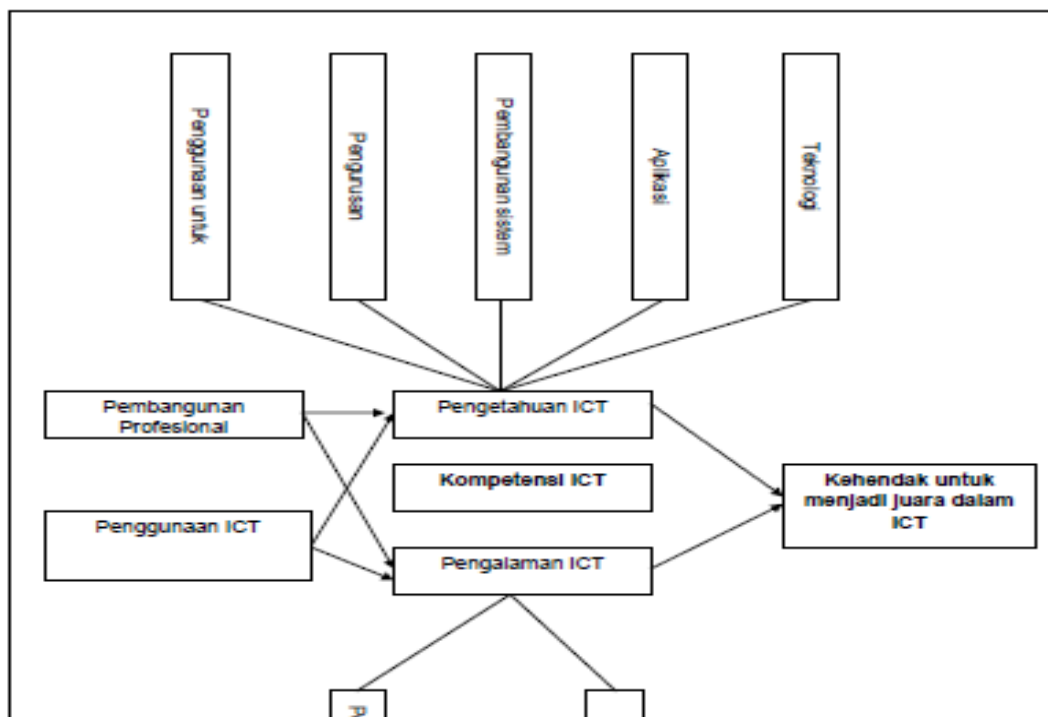 Penggunaan untuk
Pengurusan
Pembangunan sistem
Aplikasi
Teknologi
Pembangunan
Profesional
Pengetahuan ICT
Kompetensi ICT
Kehendak untuk
menjadi juara dalam
ICT
Penggunaan ICT
Pengalaman ICT